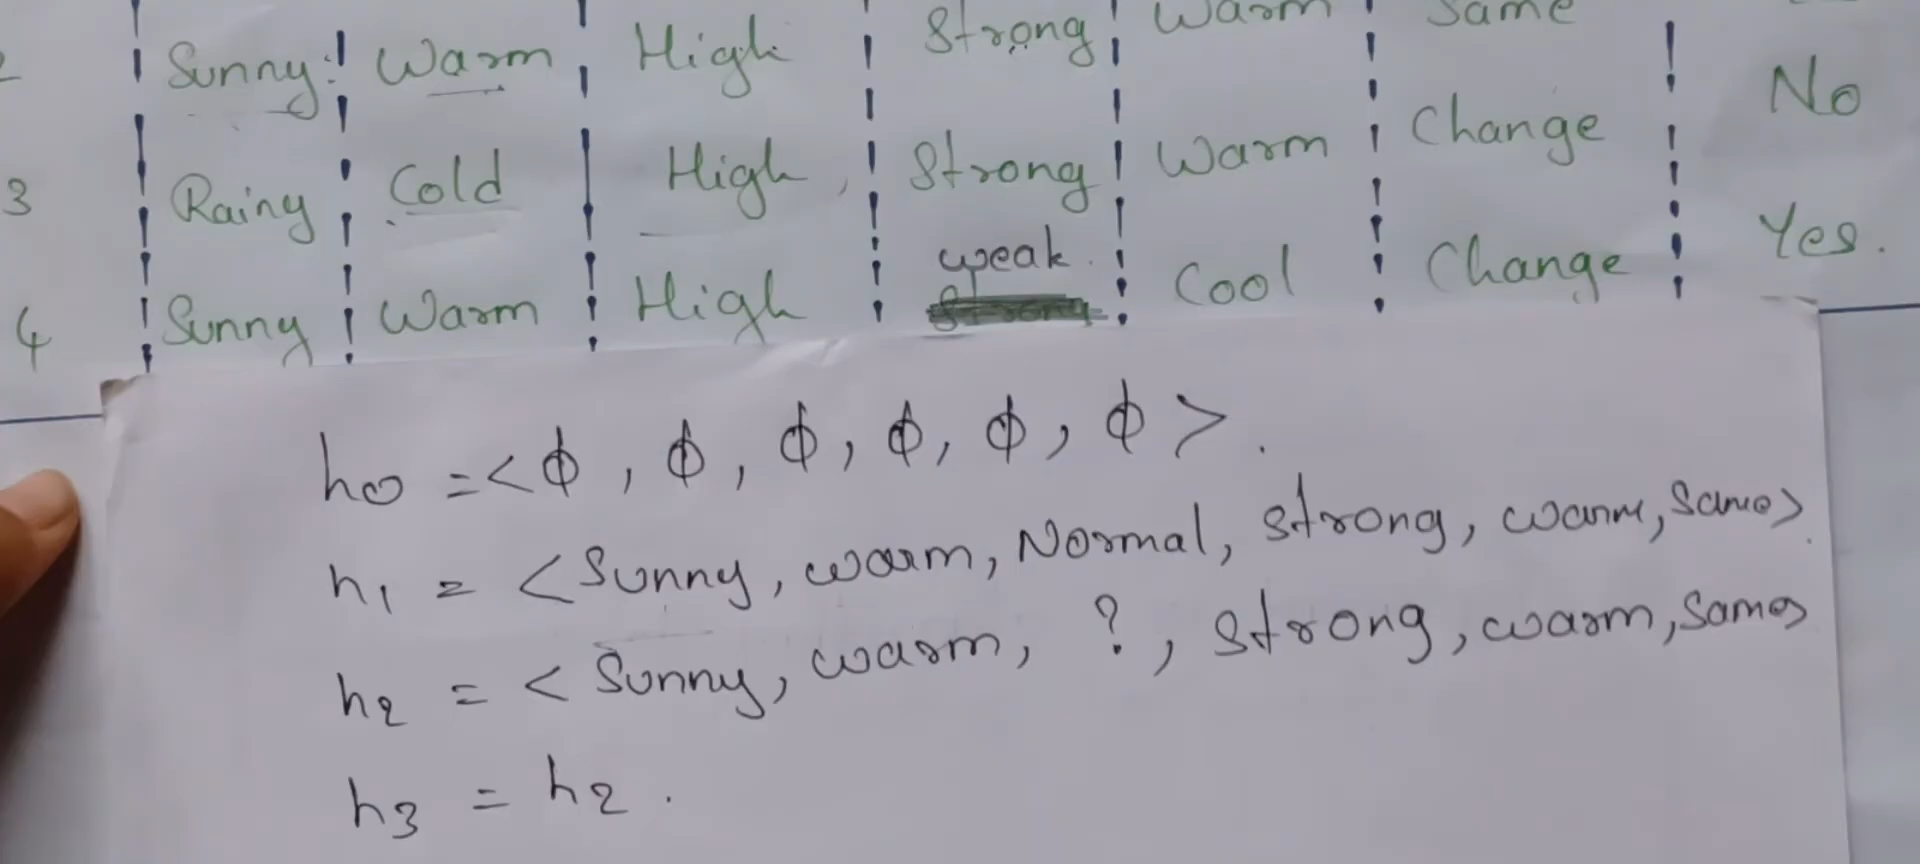 2 Sunny Warm High Strong Warm Same
3 Rainy Cold High Strong Warm Change No
weak.
4 Sunny Warm High Cool Change Yes.
h0 = <φ, φ, φ, φ, φ, φ>.
h1 = <Sunny, warm, Normal, Strong, warm, Same>.
h2 = <Sunny, warm, ?, Strong, warm, Same>
h3 = h2.